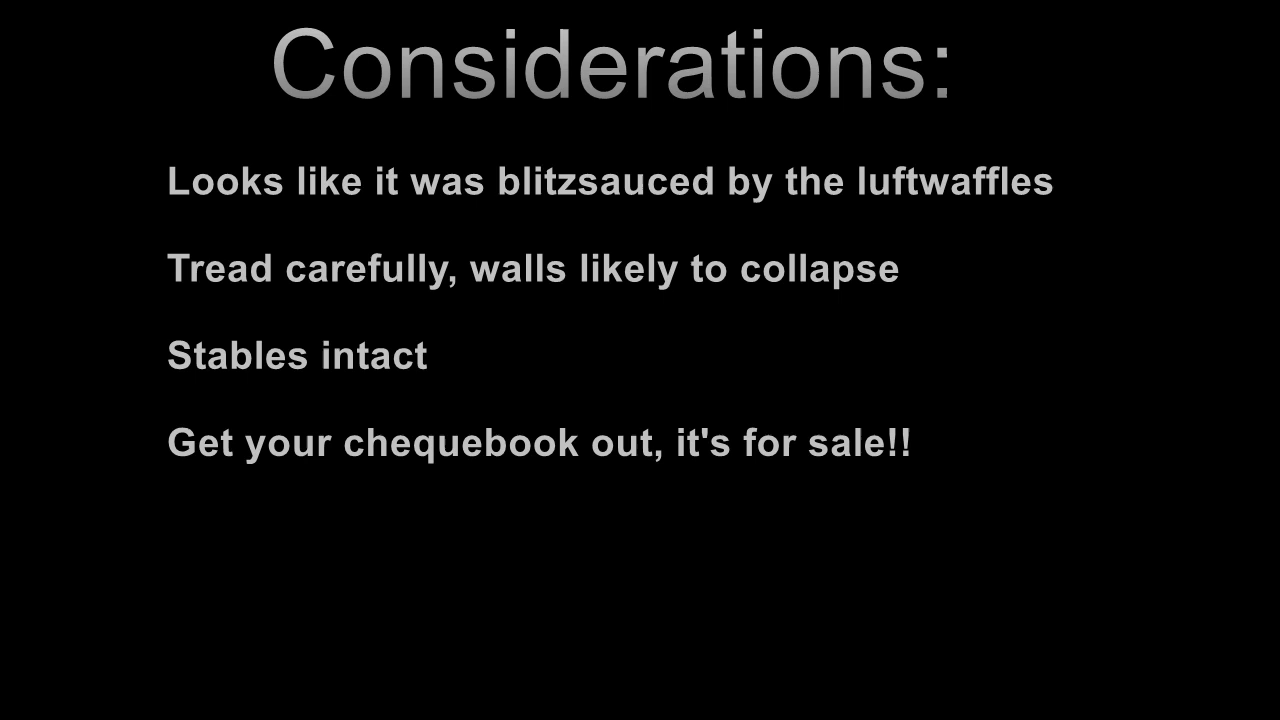 Considerations:
Looks like it was blitzsauced by the luftwaffles
Tread carefully, walls likely to collapse
Stables intact
Get your chequebook out, it's for sale!!